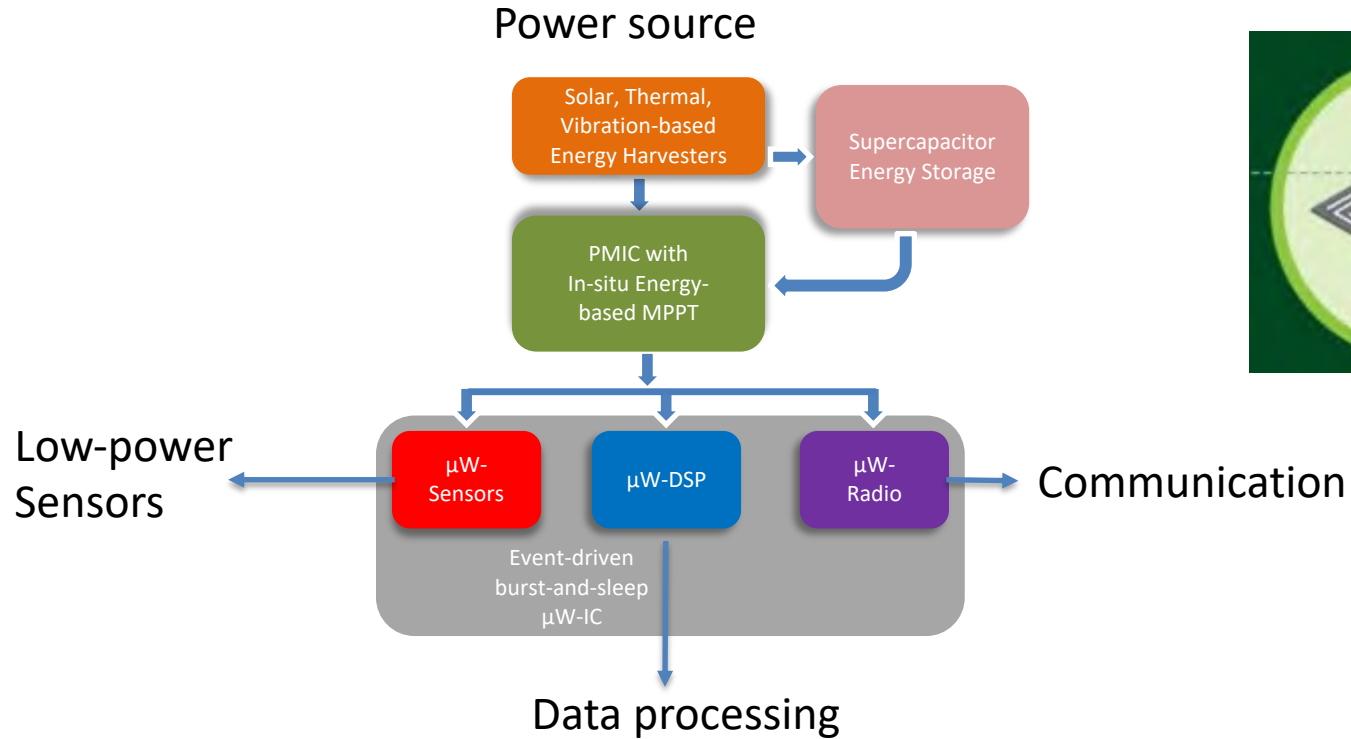 Power source
Solar, Thermal,
Vibration-based
Energy Harvesters
Supercapacitor
Energy Storage
PMIC with
In-situ Energy-
based MPPT
Low-power
Sensors
µW-
Sensors
µW-DSP
µW-
Radio
Communication
Event-driven
burst-and-sleep
µW-IC
Data processing